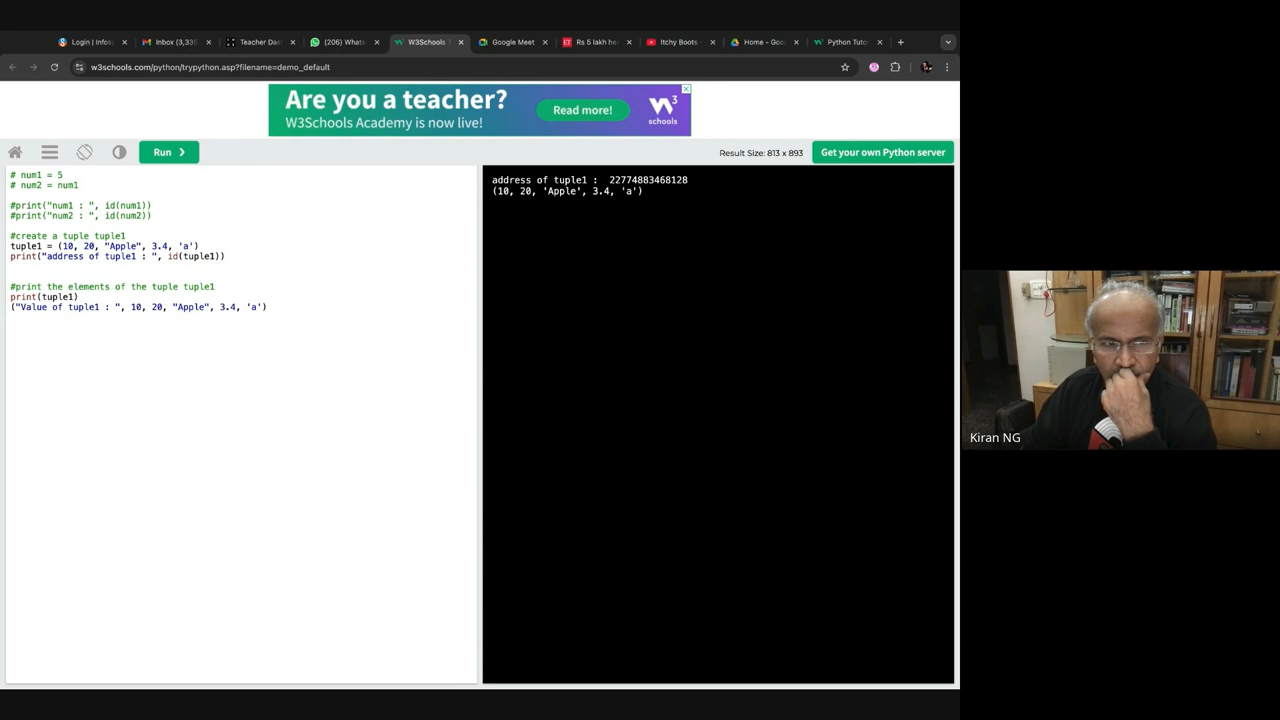 Login | Infos
Inbox (3,335
Teacher Das
(206) Whats
W3Schools T
Google Meet
Rs 5 lakh he
Itchy Boots -
Home - Goo
Python Tuto
w3schools.com/python/trypython.asp?filename=demo_default
Are you a teacher?
W3Schools Academy is now live!
Read more!
W3
schools
Run ❯
Result Size: 813 x 893
Get your own Python server
# num1 = 5
# num2 = num1
#print("num1 : ", id(num1))
#print("num2 : ", id(num2))
#create a tuple tuple1
tuple1 = (10, 20, "Apple", 3.4, 'a')
print("address of tuple1 : ", id(tuple1))
#print the elements of the tuple tuple1
print(tuple1)
("Value of tuple1 : ", 10, 20, "Apple", 3.4, 'a')
address of tuple1 :  22774883468128
(10, 20, 'Apple', 3.4, 'a')
Kiran NG